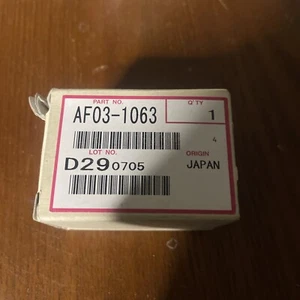 PART NO. Q'TY
AF03-1063 1
LOT NO. ORIGIN
D29 0705 JAPAN